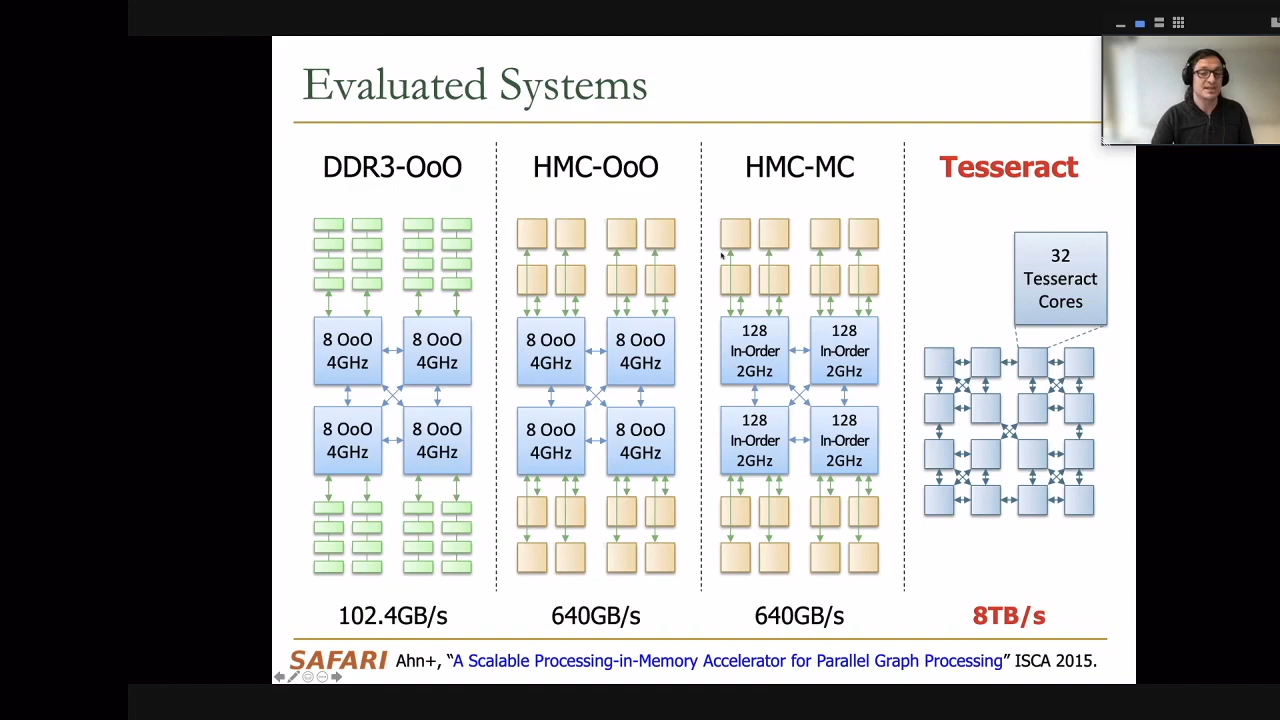 Evaluated Systems
DDR3-OoO
HMC-OoO
HMC-MC
Tesseract
8 OoO
4GHz
8 OoO
4GHz
8 OoO
4GHz
8 OoO
4GHz
8 OoO
4GHz
8 OoO
4GHz
8 OoO
4GHz
8 OoO
4GHz
128
In-Order
2GHz
128
In-Order
2GHz
128
In-Order
2GHz
128
In-Order
2GHz
32
Tesseract
Cores
102.4GB/s
640GB/s
640GB/s
8TB/s
SAFARI Ahn+, “A Scalable Processing-in-Memory Accelerator for Parallel Graph Processing” ISCA 2015.